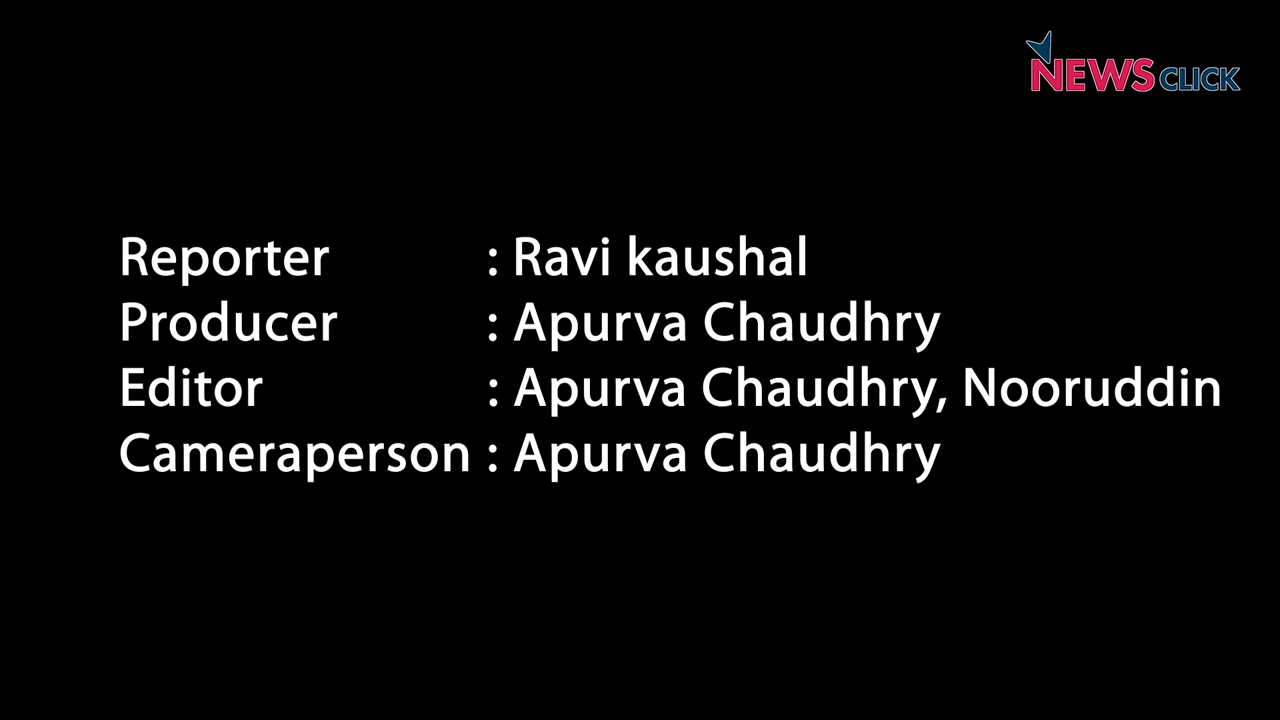 NEWSCLICK
Reporter : Ravi kaushal
Producer : Apurva Chaudhry
Editor : Apurva Chaudhry, Nooruddin
Cameraperson : Apurva Chaudhry